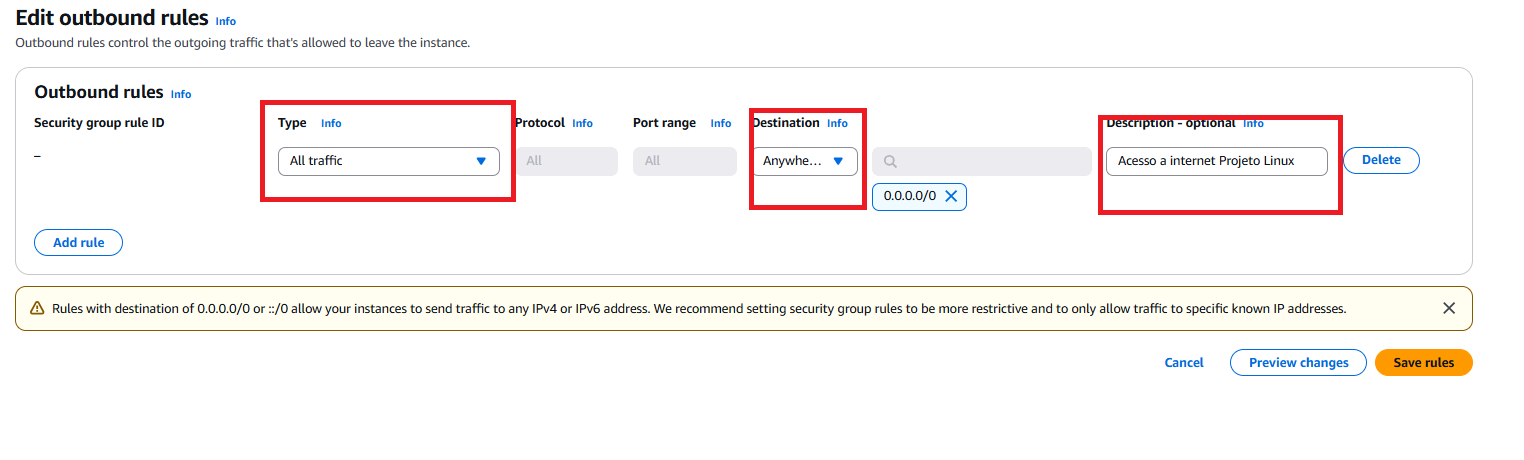 Edit outbound rules Info
Outbound rules control the outgoing traffic that's allowed to leave the instance.
Outbound rules Info
Security group rule ID Type Info Protocol Info Port range Info Destination Info Description - optional Info
– All traffic All All Anywhe... Acesso a internet Projeto Linux Delete
0.0.0.0/0
Add rule
Rules with destination of 0.0.0.0/0 or ::/0 allow your instances to send traffic to any IPv4 or IPv6 address. We recommend setting security group rules to be more restrictive and to only allow traffic to specific known IP addresses.
Cancel Preview changes Save rules